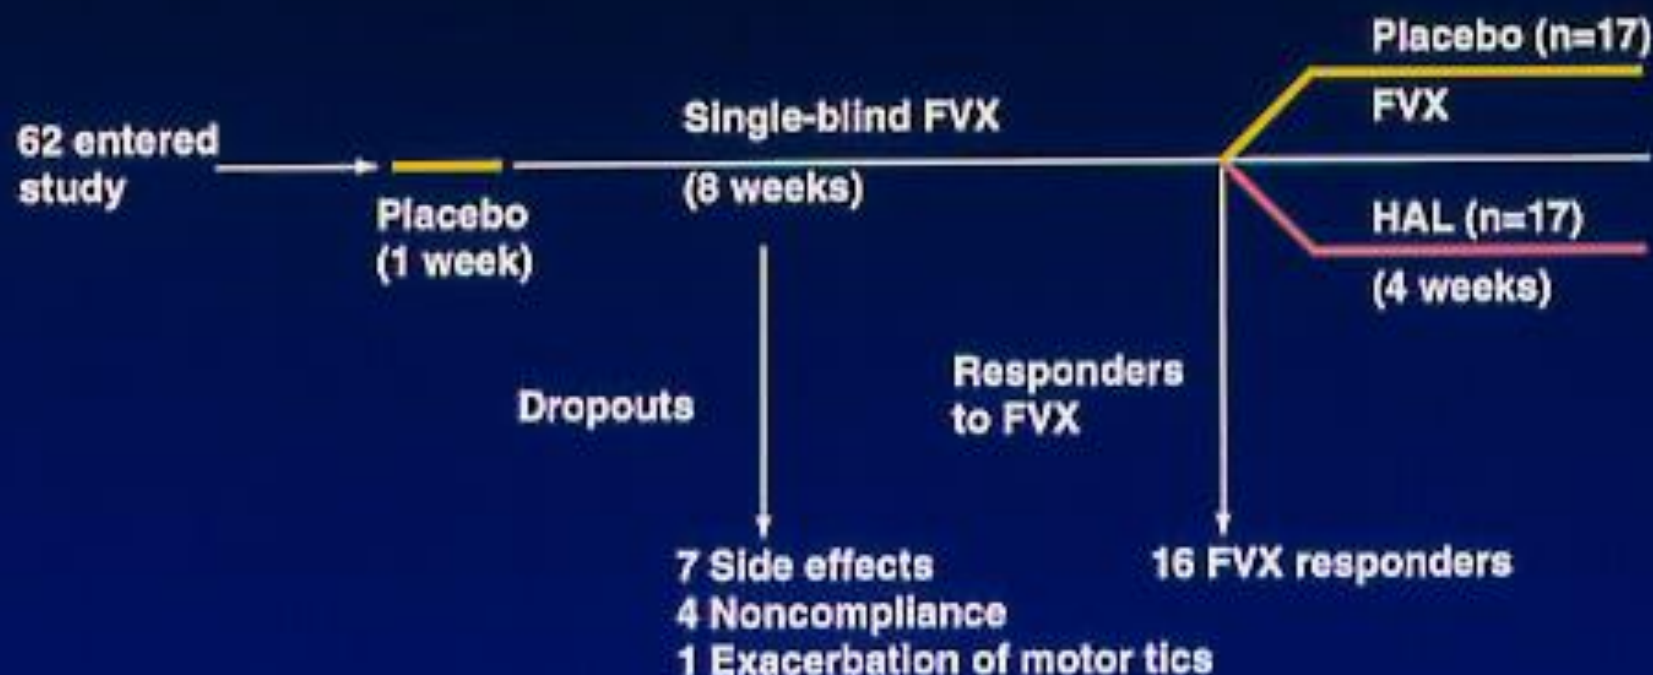 62 entered
study
Placebo
(1 week)
Single-blind FVX
(8 weeks)
Placebo (n=17)
FVX
HAL (n=17)
(4 weeks)
Dropouts
Responders
to FVX
7 Side effects
4 Noncompliance
1 Exacerbation of motor tics
16 FVX responders